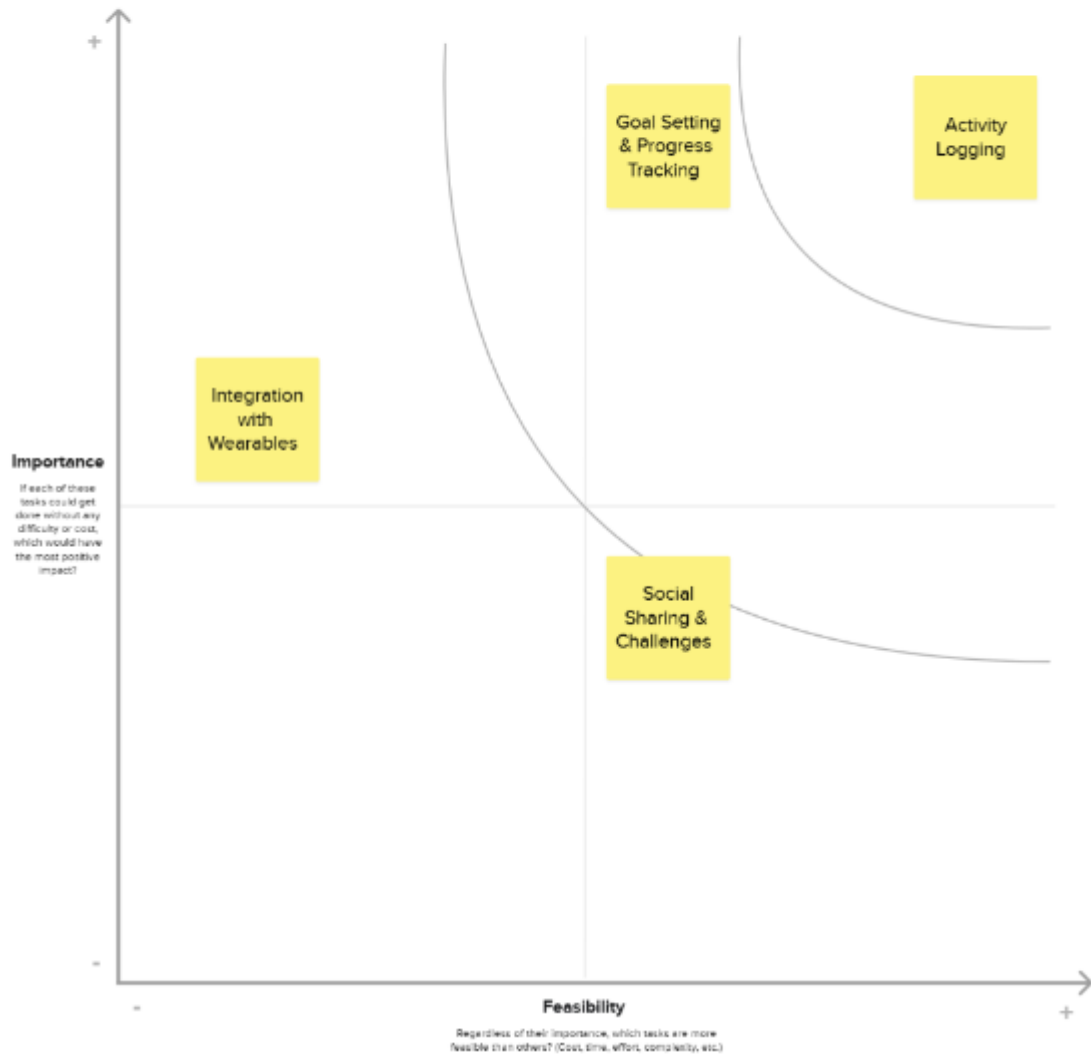 +
Goal Setting
& Progress
Tracking
Activity
Logging
Integration
with
Wearables
Importance
If each of these
tasks could get
done without any
difficulty or cost,
which would have
the most positive
impact?
Social
Sharing &
Challenges
-
-
Feasibility
+
Regardless of their importance, which tasks are more
feasible than others? (Cost, time, effort, complexity, etc.)